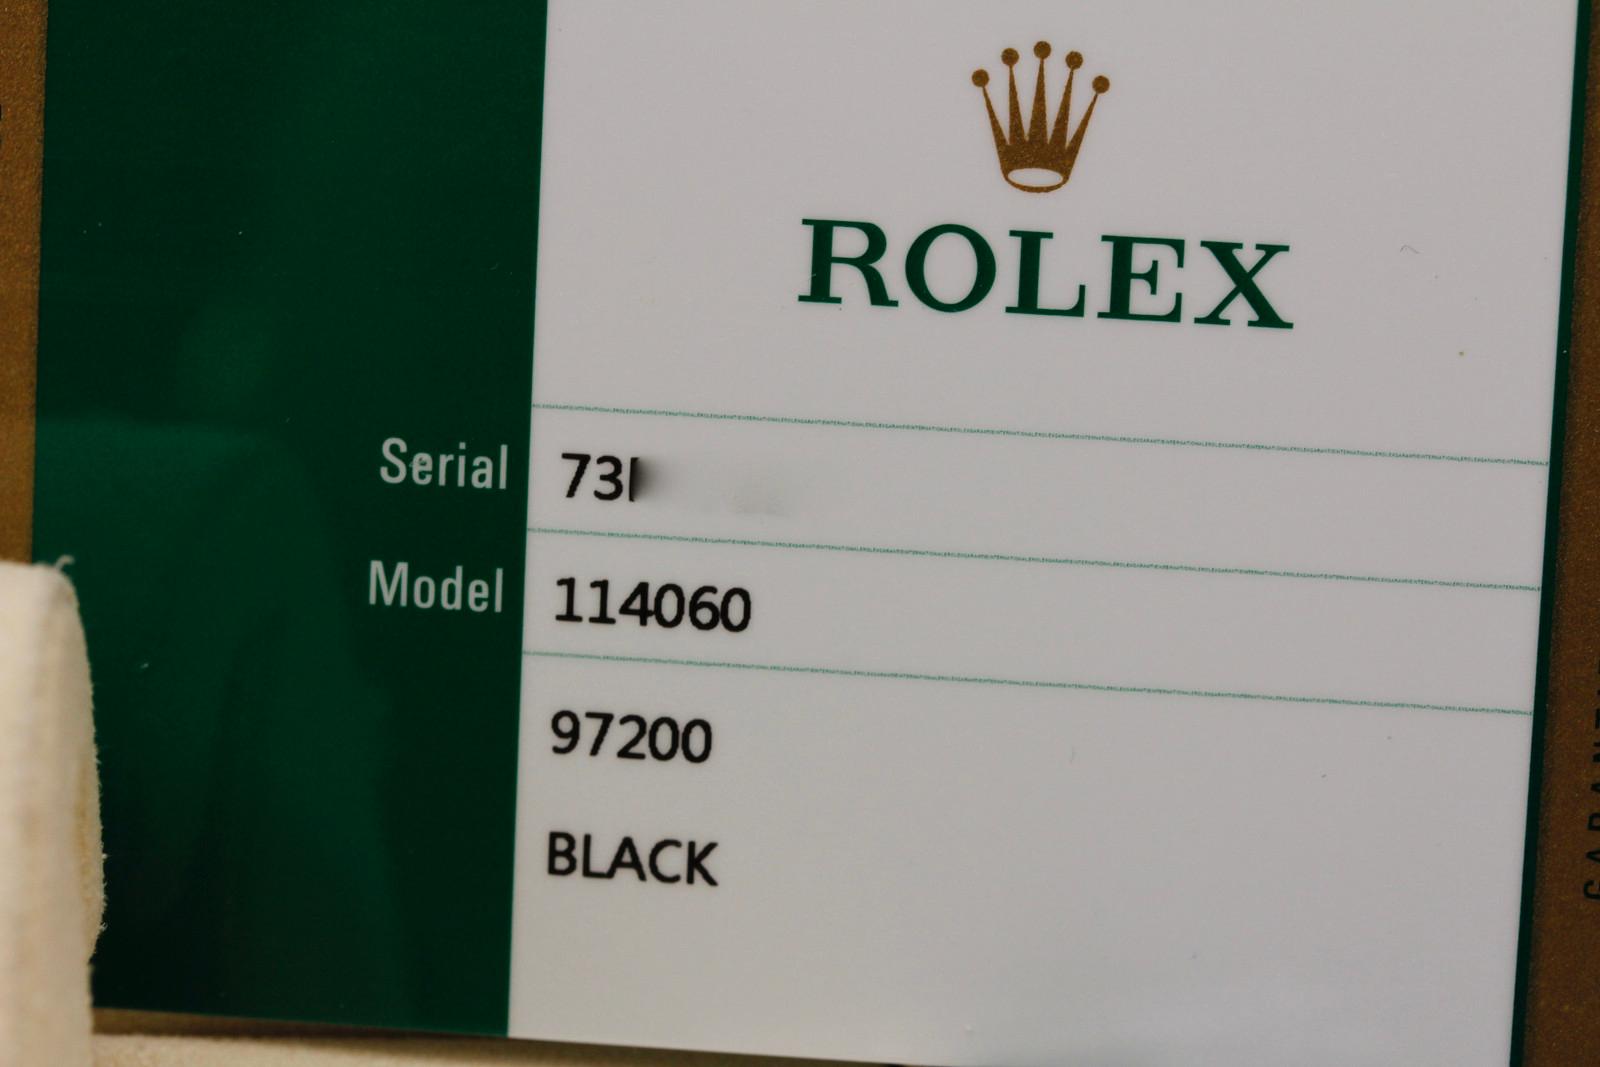 ROLEX
Serial 73
Model 114060
97200
BLACK